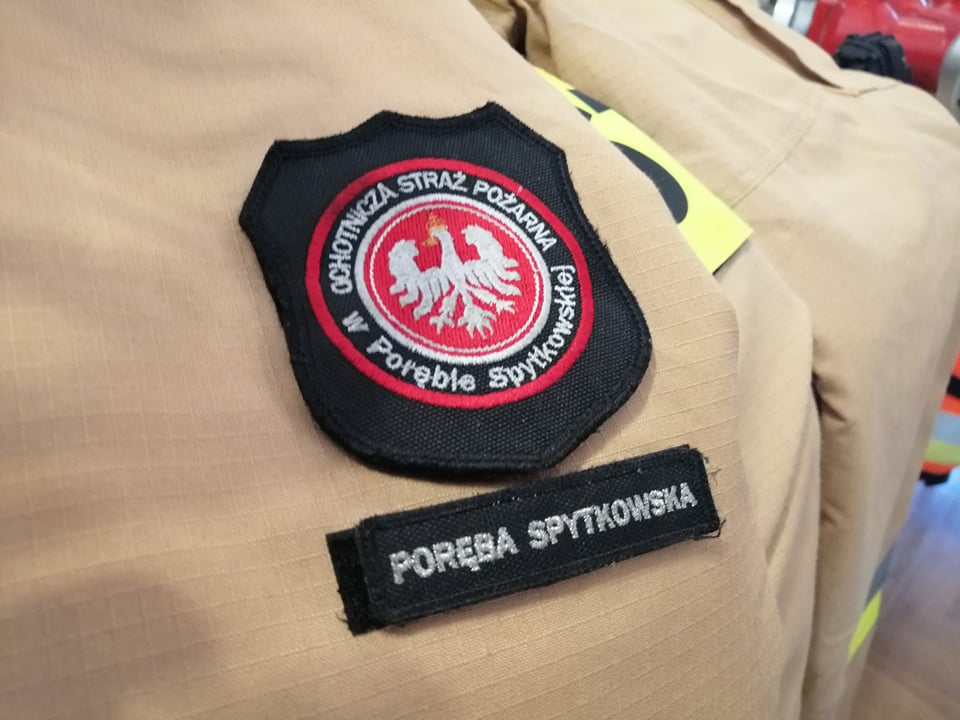 OCHOTNICZA STRAŻ POŻARNA
w Porębie Spytkowskiej
PORĘBA SPYTKOWSKA